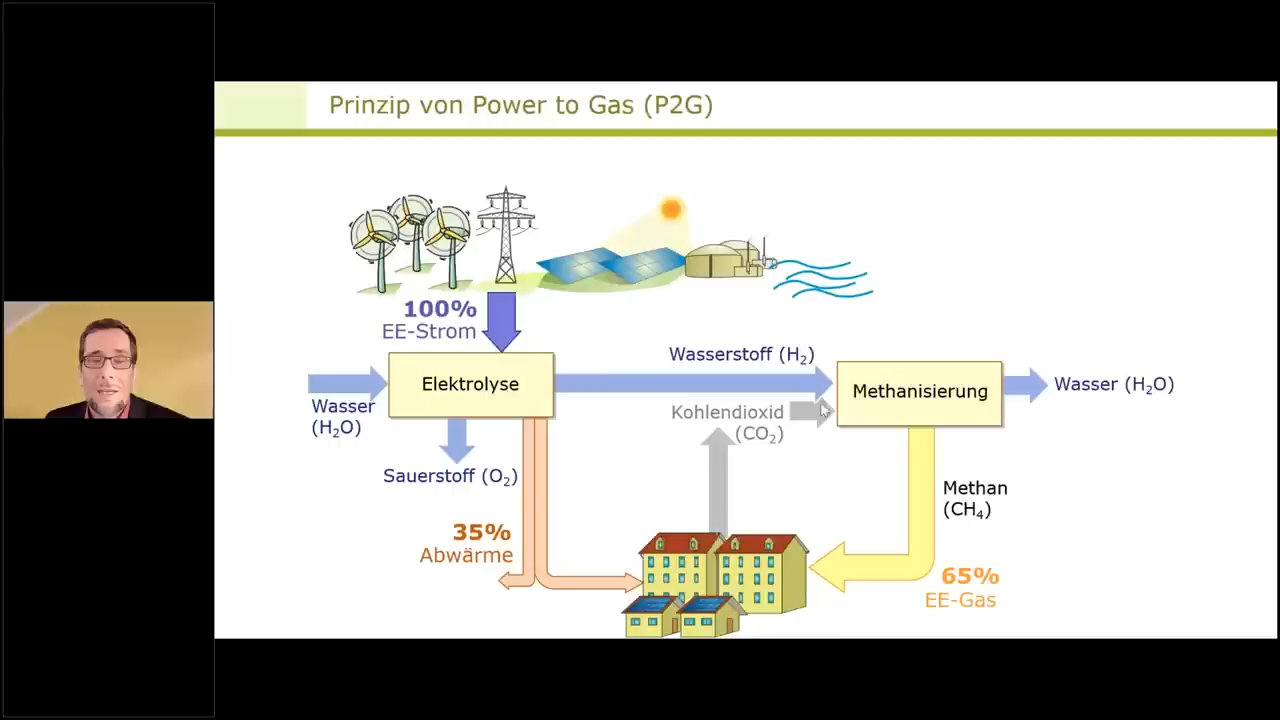 Prinzip von Power to Gas (P2G)
100%
EE-Strom
Elektrolyse
Wasser
(H₂O)
Sauerstoff (O₂)
35%
Abwärme
Wasserstoff (H₂)
Kohlendioxid
(CO₂)
Methanisierung
Wasser (H₂O)
Methan
(CH₄)
65%
EE-Gas